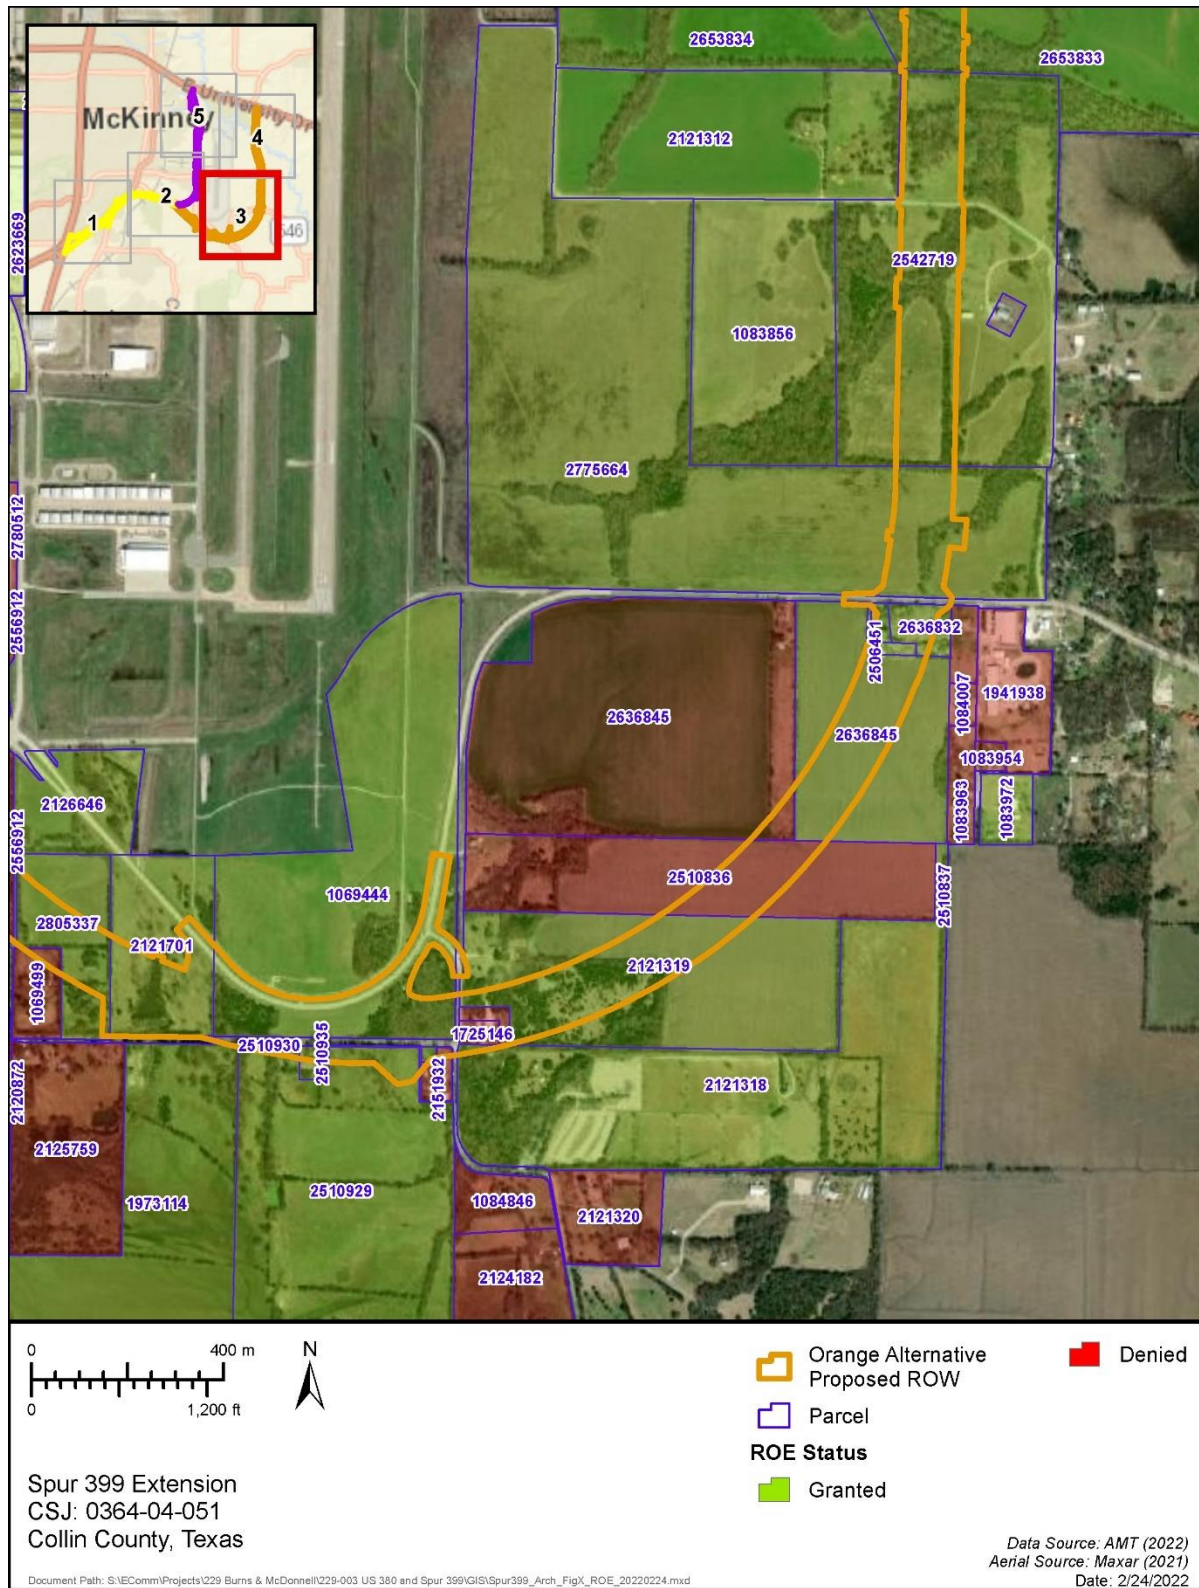 McKinney
E University Dr
5
4
2
3
1
546
2653834
2653833
2121312
2623669
2542719
1083856
2775664
2780512
2556912
2506451
2636832
2636845
2636845
1084007
1941938
1083954
1083963
1083972
2126646
2556912
1069444
2510836
2510837
2805337
2121701
2121319
1069499
1725146
2510930
2510935
2151932
2121318
2120872
2125759
1973114
2510929
1084846
2121320
2124182
0 400 m
0 1,200 ft
N
Orange Alternative
Proposed ROW
Parcel
ROE Status
Granted
Denied
Spur 399 Extension
CSJ: 0364-04-051
Collin County, Texas
Data Source: AMT (2022)
Aerial Source: Maxar (2021)
Date: 2/24/2022
Document Path: S:\EComm\Projects\229 Burns & McDonnell\229-003 US 380 and Spur 399\GIS\Spur399_Arch_FigX_ROE_20220224.mxd